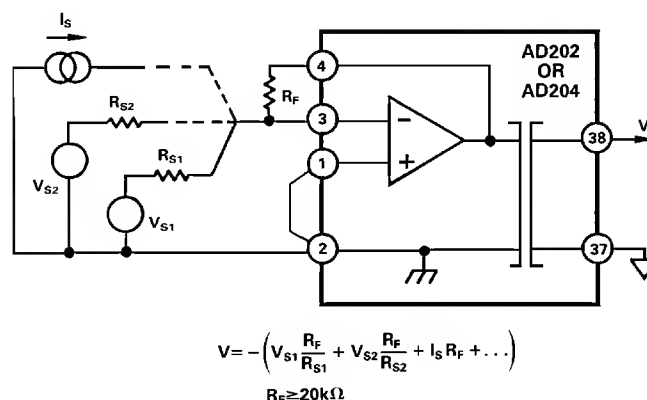 I_S
AD202
OR
AD204
4
R_F
R_S2
3
38
V
R_S1
1
V_S2
V_S1
2
37
V = −(V_S1 R_F/R_S1 + V_S2 R_F/R_S2 + I_S R_F + . . .)
R_F ≥ 20kΩ